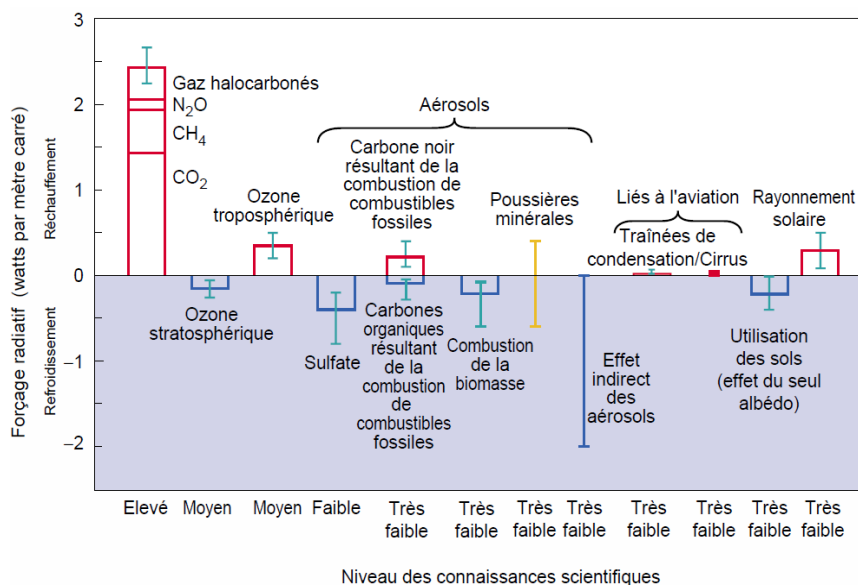 Forçage radiatif (watts par mètre carré)
Réchauffement
Refroidissement
3
2
1
0
–1
–2
Gaz halocarbonés
N₂O
CH₄
CO₂
Ozone
troposphérique
Ozone
stratosphérique
Aérosols
Sulfate
Carbone noir
résultant de la
combustion de
combustibles
fossiles
Carbones
organiques
résultant
de la
combustion
de
combustibles
fossiles
Combustion
de la
biomasse
Poussières
minérales
Effet
indirect
des
aérosols
Liés à l'aviation
Traînées de
condensation/Cirrus
Rayonnement
solaire
Utilisation
des sols
(effet du seul
albédo)
Elevé
Moyen
Moyen
Faible
Très
faible
Très
faible
Très
faible
Très
faible
Très
faible
Très
faible
Très
faible
Très
faible
Niveau des connaissances scientifiques